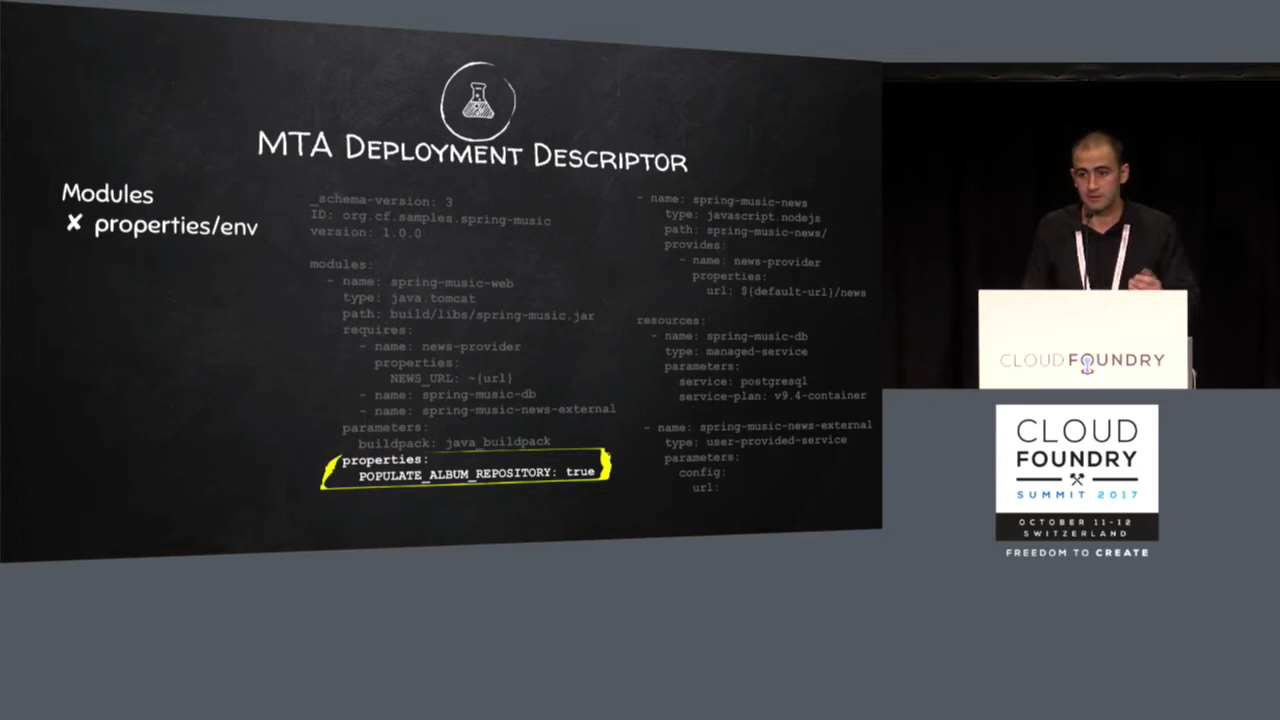 MTA DEPLOYMENT DESCRIPTOR
Modules
✘ properties/env
_schema-version: 3
ID: org.cf.samples.spring-music
version: 1.0.0
modules:
- name: spring-music-web
type: java.tomcat
path: build/libs/spring-music.jar
requires:
- name: news-provider
properties:
NEWS_URL: ~{url}
- name: spring-music-db
- name: spring-music-news-external
parameters:
buildpack: java_buildpack
properties:
POPULATE_ALBUM_REPOSITORY: true
- name: spring-music-news
type: javascript.nodejs
path: spring-music-news/
provides:
- name: news-provider
properties:
url: ${default-url}/news
resources:
- name: spring-music-db
type: managed-service
parameters:
service: postgresql
service-plan: v9.4-container
- name: spring-music-news-external
type: user-provided-service
parameters:
config:
url:
CLOUD FOUNDRY
CLOUD
FOUNDRY
SUMMIT 2017
OCTOBER 11-12
SWITZERLAND
FREEDOM TO CREATE